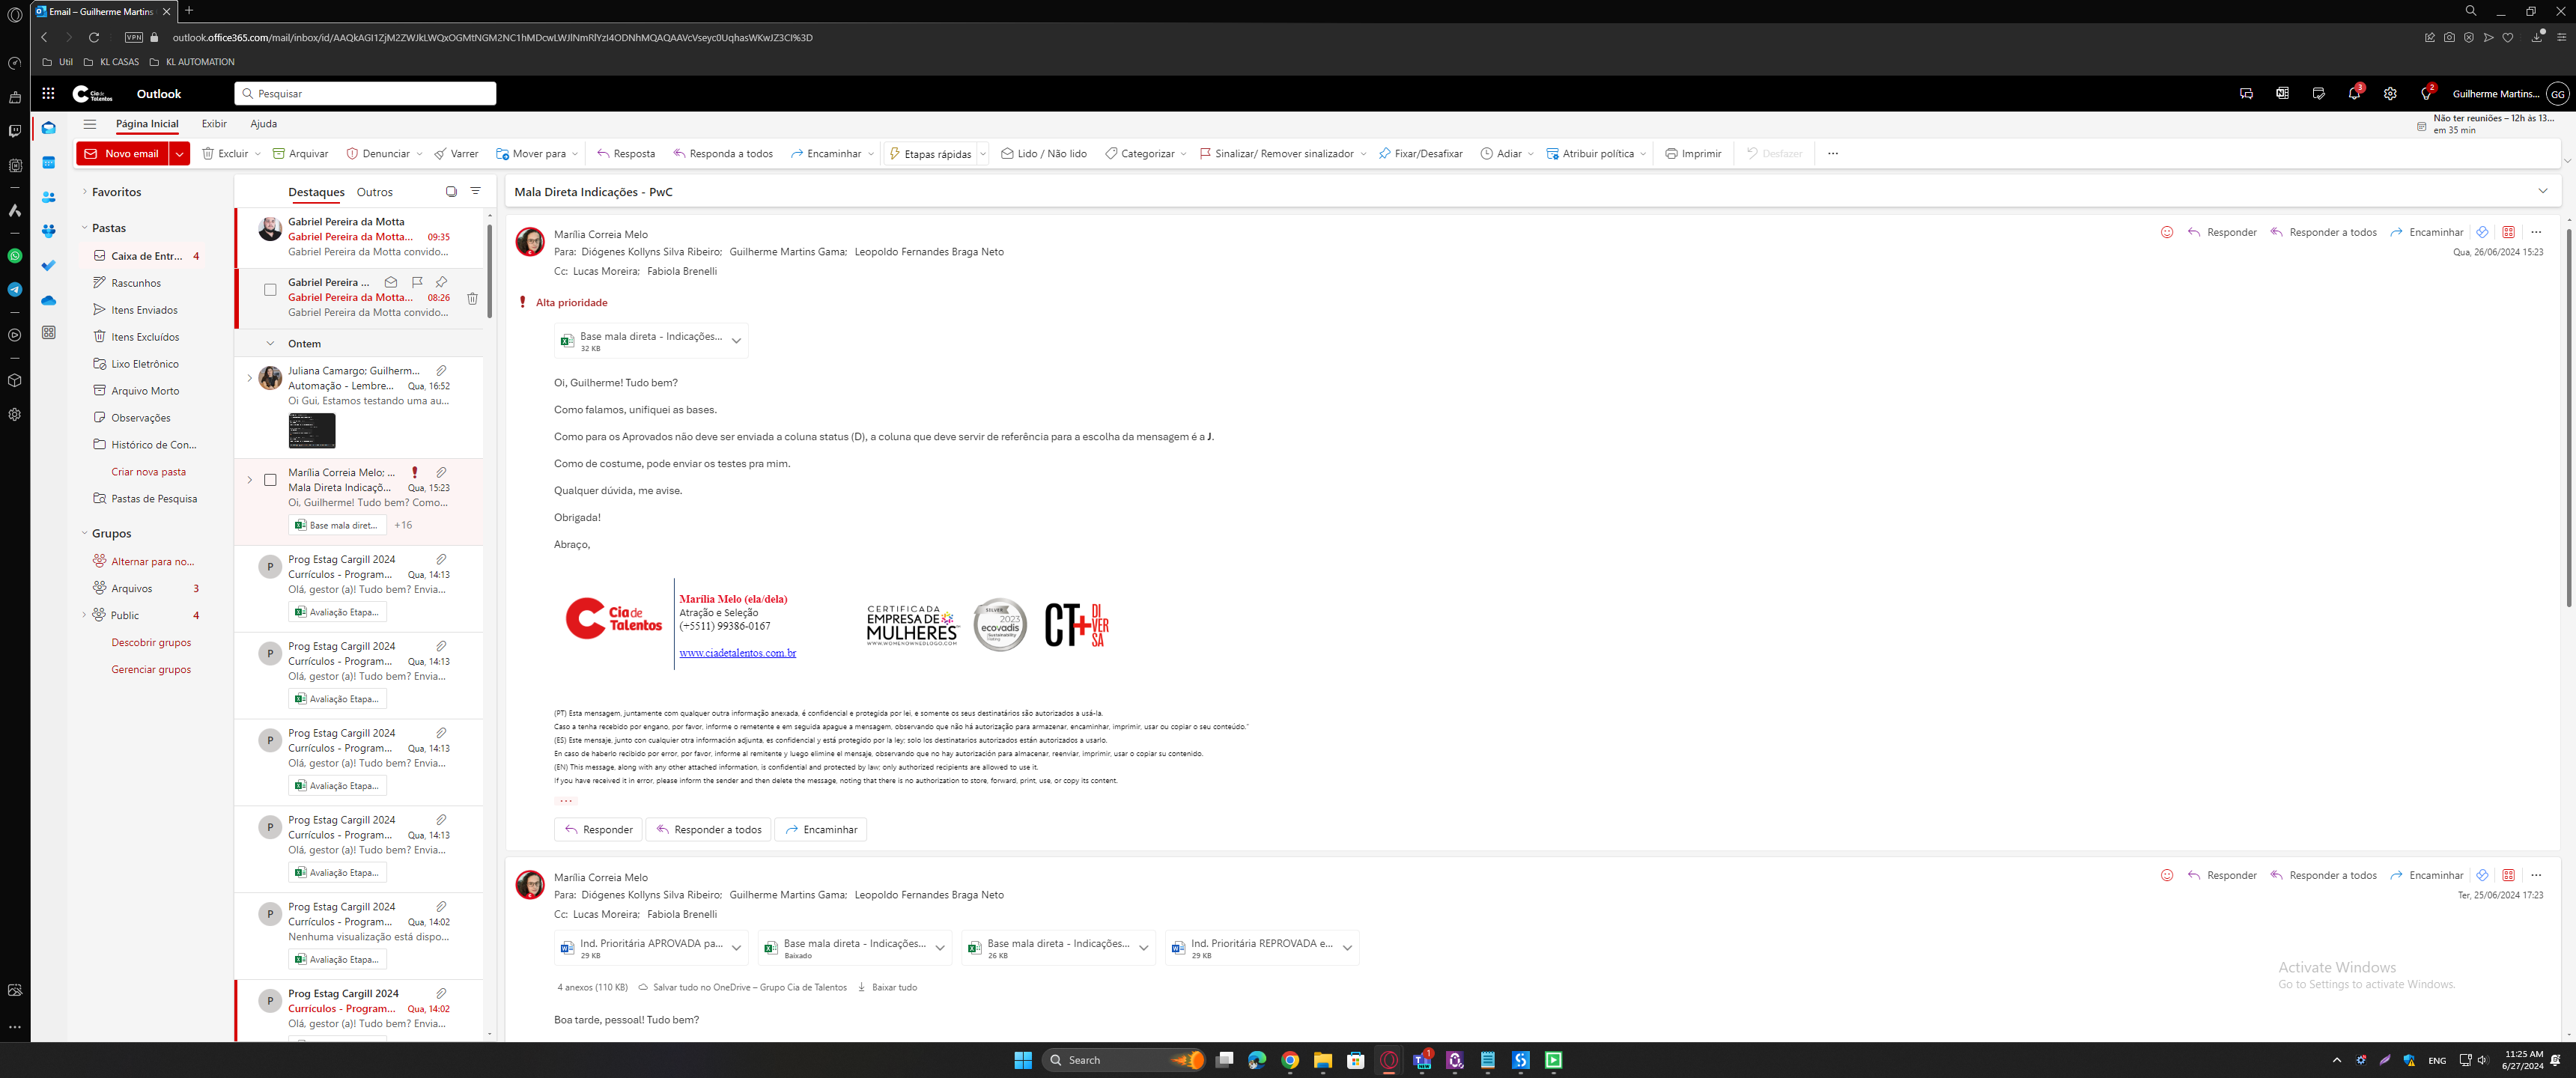 Email – Guilherme Martins
outlook.office365.com/mail/inbox/id/
Util
KL CASAS
KL AUTOMATION
Cia de Talentos
Outlook
Pesquisar
3
2
Guilherme Martins...
GG
Página Inicial
Exibir
Ajuda
Não ter reuniões – 12h às 13...
em 35 min
Novo email
Excluir
Arquivar
Denunciar
Varrer
Mover para
Resposta
Responda a todos
Encaminhar
Etapas rápidas
Lido / Não lido
Categorizar
Sinalizar/ Remover sinalizador
Fixar/Desafixar
Adiar
Atribuir política
Imprimir
Desfazer
Favoritos
Pastas
Caixa de Entr... 4
Rascunhos
Itens Enviados
Itens Excluídos
Lixo Eletrônico
Arquivo Morto
Observações
Histórico de Con...
Criar nova pasta
Pastas de Pesquisa
Grupos
Alternar para no...
Arquivos 3
Public 4
Descobrir grupos
Gerenciar grupos
Destaques
Outros
Gabriel Pereira da Motta
Gabriel Pereira da Motta... 09:35
Gabriel Pereira da Motta convido...
Gabriel Pereira ...
Gabriel Pereira da Motta... 08:26
Gabriel Pereira da Motta convido...
Ontem
Juliana Camargo; Guilherm...
Automação - Lembre... Qua, 16:52
Oi Gui, Estamos testando uma au...
Marília Correia Melo; ...
Mala Direta Indicaçõ... Qua, 15:23
Oi, Guilherme! Tudo bem? Como...
Base mala diret... +16
P
Prog Estag Cargill 2024
Currículos - Program... Qua, 14:13
Olá, gestor (a)! Tudo bem? Envia...
Avaliação Etapa...
P
Prog Estag Cargill 2024
Currículos - Program... Qua, 14:13
Olá, gestor (a)! Tudo bem? Envia...
Avaliação Etapa...
P
Prog Estag Cargill 2024
Currículos - Program... Qua, 14:13
Olá, gestor (a)! Tudo bem? Envia...
Avaliação Etapa...
P
Prog Estag Cargill 2024
Currículos - Program... Qua, 14:13
Olá, gestor (a)! Tudo bem? Envia...
Avaliação Etapa...
P
Prog Estag Cargill 2024
Currículos - Program... Qua, 14:02
Nenhuma visualização está dispo...
Avaliação Etapa...
P
Prog Estag Cargill 2024
Currículos - Program... Qua, 14:02
Olá, gestor (a)! Tudo bem? Envia...
Mala Direta Indicações - PwC
Marília Correia Melo
Para: Diógenes Kollyns Silva Ribeiro; Guilherme Martins Gama; Leopoldo Fernandes Braga Neto
Cc: Lucas Moreira; Fabiola Brenelli
Responder
Responder a todos
Encaminhar
Qua, 26/06/2024 15:23
Alta prioridade
Base mala direta - Indicações...
32 KB
Oi, Guilherme! Tudo bem?
Como falamos, unifiquei as bases.
Como para os Aprovados não deve ser enviada a coluna status (D), a coluna que deve servir de referência para a escolha da mensagem é a J.
Como de costume, pode enviar os testes pra mim.
Qualquer dúvida, me avise.
Obrigada!
Abraço,
Cia de Talentos
Marília Melo (ela/dela)
Atração e Seleção
(+5511) 99386-0167
www.ciadetalentos.com.br
CERTIFICADA
EMPRESA DE
MULHERES
WWW.WOMENOWNEDLOGO.COM
SILVER
2023
ecovadis
Sustainability
Rating
CT+DIVERSA
(PT) Esta mensagem, juntamente com qualquer outra informação anexada, é confidencial e protegida por lei, e somente os seus destinatários são autorizados a usá-la.
Caso a tenha recebido por engano, por favor, informe o remetente e em seguida apague a mensagem, observando que não há autorização para armazenar, encaminhar, imprimir, usar ou copiar o seu conteúdo."
(ES) Este mensaje, junto con cualquier otra información adjunta, es confidencial y está protegido por la ley; solo los destinatarios autorizados están autorizados a usarlo.
En caso de haberlo recibido por error, por favor, informe al remitente y luego elimine el mensaje, observando que no hay autorización para almacenar, reenviar, imprimir, usar o copiar su contenido.
(EN) This message, along with any other attached information, is confidential and protected by law; only authorized recipients are allowed to use it.
If you have received it in error, please inform the sender and then delete the message, noting that there is no authorization to store, forward, print, use, or copy its content.
Responder
Responder a todos
Encaminhar
Marília Correia Melo
Para: Diógenes Kollyns Silva Ribeiro; Guilherme Martins Gama; Leopoldo Fernandes Braga Neto
Cc: Lucas Moreira; Fabiola Brenelli
Responder
Responder a todos
Encaminhar
Ter, 25/06/2024 17:23
Ind. Prioritária APROVADA pa...
29 KB
Base mala direta - Indicações...
Baixado
Base mala direta - Indicações...
26 KB
Ind. Prioritária REPROVADA e...
29 KB
4 anexos (110 KB)
Salvar tudo no OneDrive – Grupo Cia de Talentos
Baixar tudo
Boa tarde, pessoal! Tudo bem?
Activate Windows
Go to Settings to activate Windows.
Search
1
ENG
11:25 AM
6/27/2024